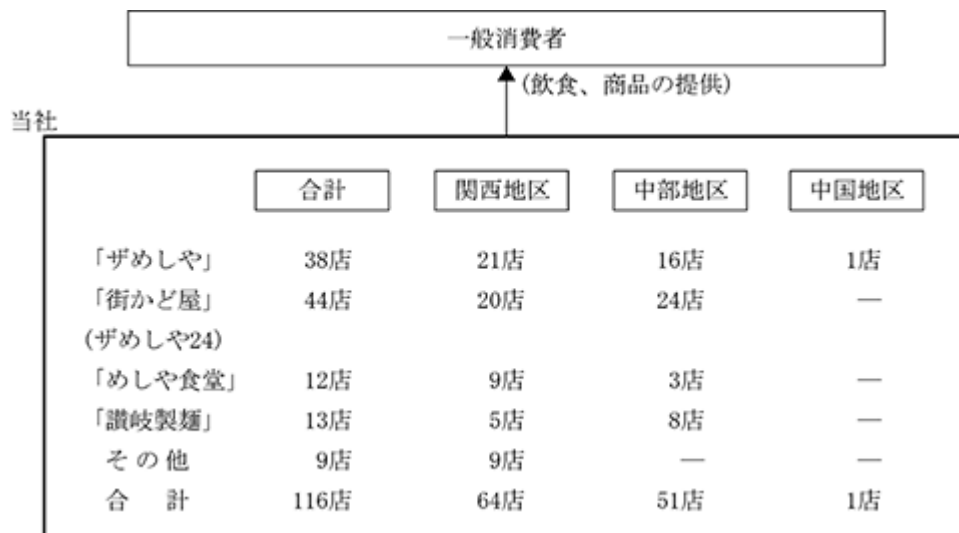 一般消費者
(飲食、商品の提供)
当社
合計 関西地区 中部地区 中国地区
「ザめしや」 38店 21店 16店 1店
「街かど屋」 44店 20店 24店 ―
(ザめしや24)
「めしや食堂」 12店 9店 3店 ―
「讃岐製麺」 13店 5店 8店 ―
その他 9店 9店 ― ―
合 計 116店 64店 51店 1店